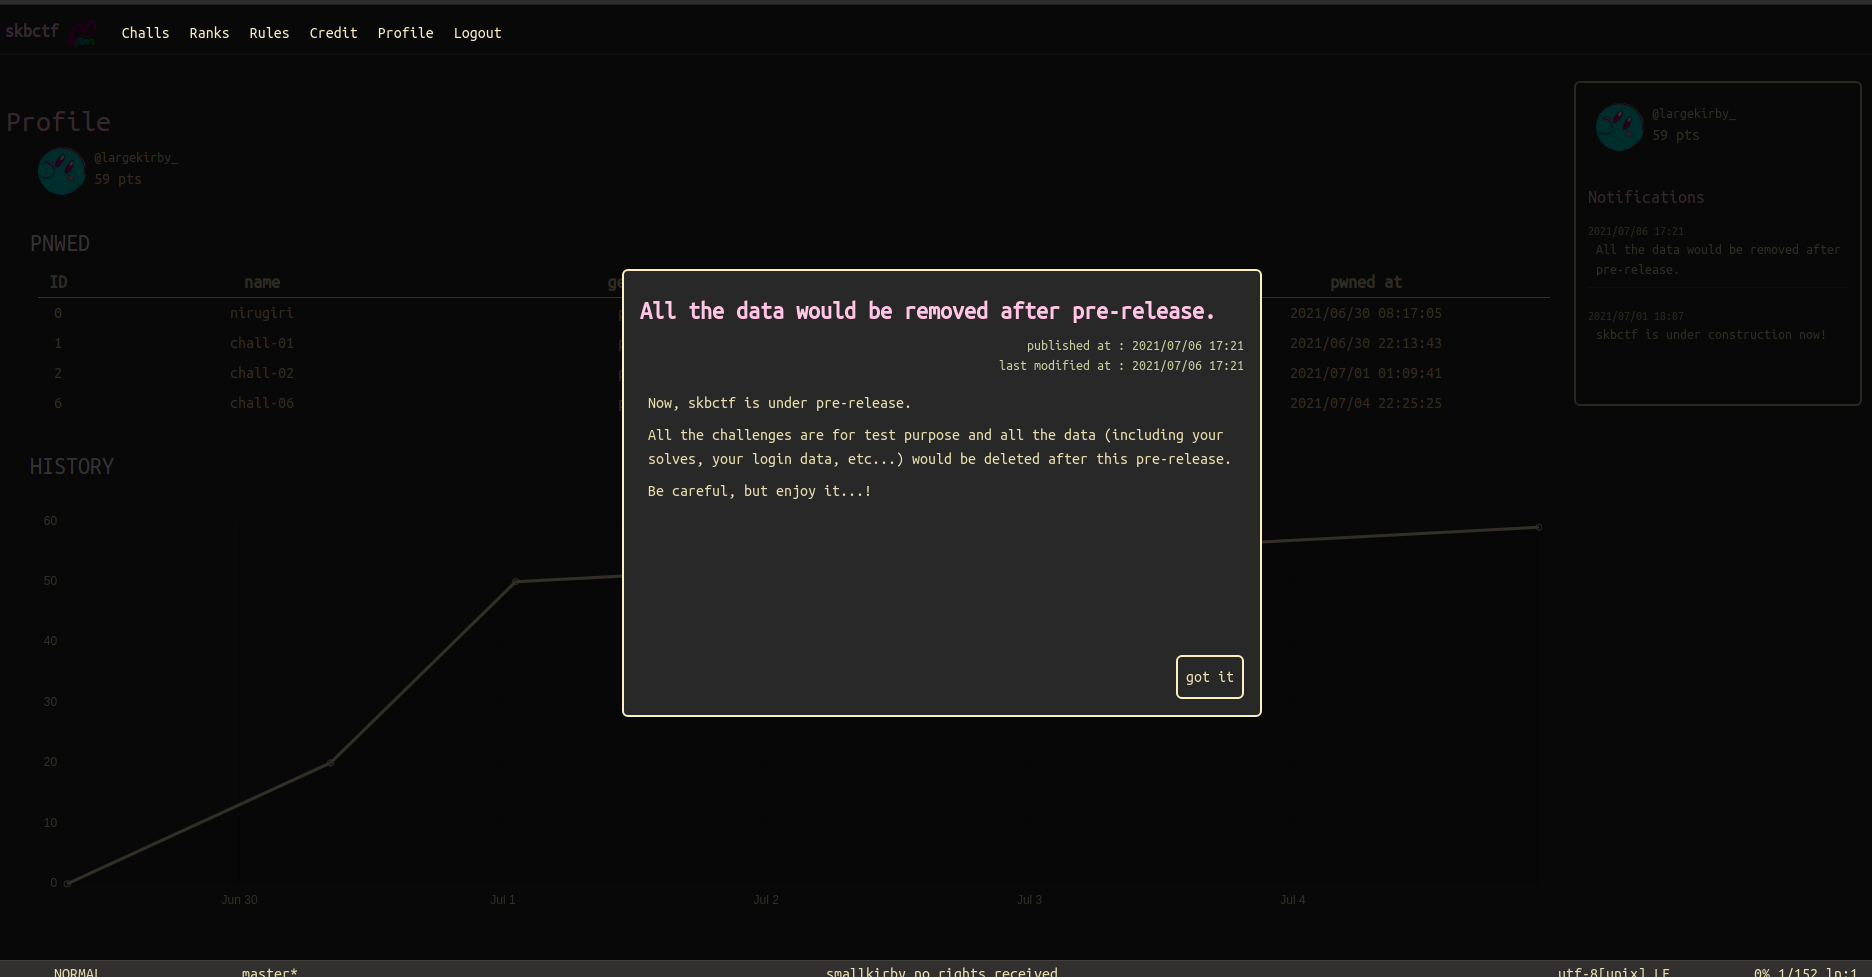 skbctf
Challs Ranks Rules Credit Profile Logout
Profile
@largekirby_
59 pts
PNWED
ID name ge pwned at
0 nirugiri p 2021/06/30 08:17:05
1 chall-01 p 2021/06/30 22:13:43
2 chall-02 p 2021/07/01 01:09:41
6 chall-06 p 2021/07/04 22:25:25
HISTORY
60
50
40
30
20
10
0
Jun 30 Jul 1 Jul 2 Jul 3 Jul 4
All the data would be removed after pre-release.
published at : 2021/07/06 17:21
last modified at : 2021/07/06 17:21
Now, skbctf is under pre-release.
All the challenges are for test purpose and all the data (including your
solves, your login data, etc...) would be deleted after this pre-release.
Be careful, but enjoy it...!
got it
@largekirby_
59 pts
Notifications
2021/07/06 17:21
All the data would be removed after
pre-release.
2021/07/01 18:07
skbctf is under construction now!
NORMAL master* smallkirby no rights received utf-8[unix] LF 0% 1/152 ln:1